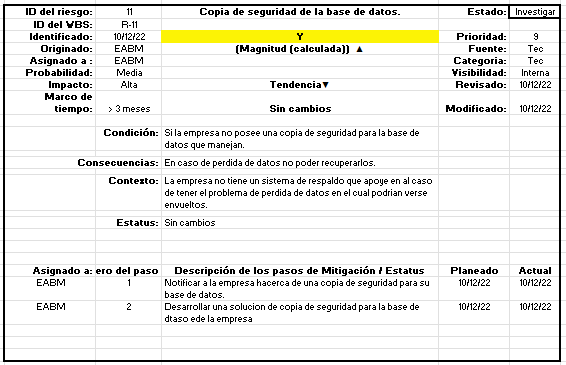 ID del riesgo: 11 Copia de seguridad de la base de datos. Estado: Investigar
ID del WBS: R-11
Identificado: 10/12/22 Y Prioridad: 9
Originado: EABM (Magnitud (calculada)) ▲ Fuente: Tec
Asignado a : EABM Categoria: Tec
Probabilidad: Media Visibilidad: Interna
Impacto: Alta Tendencia▼ Revisado: 10/12/22
Marco de
tiempo: > 3 meses Sin cambios Modificado: 10/12/22
Condición: Si la empresa no posee una copia de seguridad para la base de
datos que manejan.
Consecuencias: En caso de perdida de datos no poder recuperarlos.
Contexto: La empresa no tiene un sistema de respaldo que apoye en al caso
de tener el problema de perdida de datos en el cual podrian verse
envueltos.
Estatus: Sin cambios
Asignado a: ero del paso Descripción de los pasos de Mitigación / Estatus Planeado Actual
EABM 1 Notificar a la empresa hacerca de una copia de seguridad para su 10/12/22 10/12/22
base de datos.
EABM 2 Desarrollar una solucion de copia de seguridad para la base de 10/12/22 10/12/22
dtaso ede la empresa